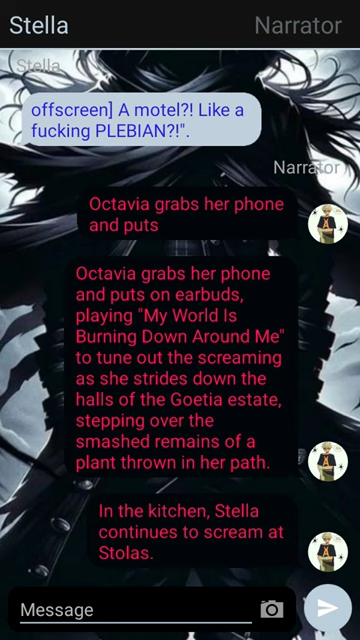 Stella
Narrator
Stella
offscreen] A motel?! Like a
fucking PLEBIAN?!".
Narrator
Octavia grabs her phone
and puts
Octavia grabs her phone
and puts on earbuds,
playing "My World Is
Burning Down Around Me"
to tune out the screaming
as she strides down the
halls of the Goetia estate,
stepping over the
smashed remains of a
plant thrown in her path.
In the kitchen, Stella
continues to scream at
Stolas.
Message